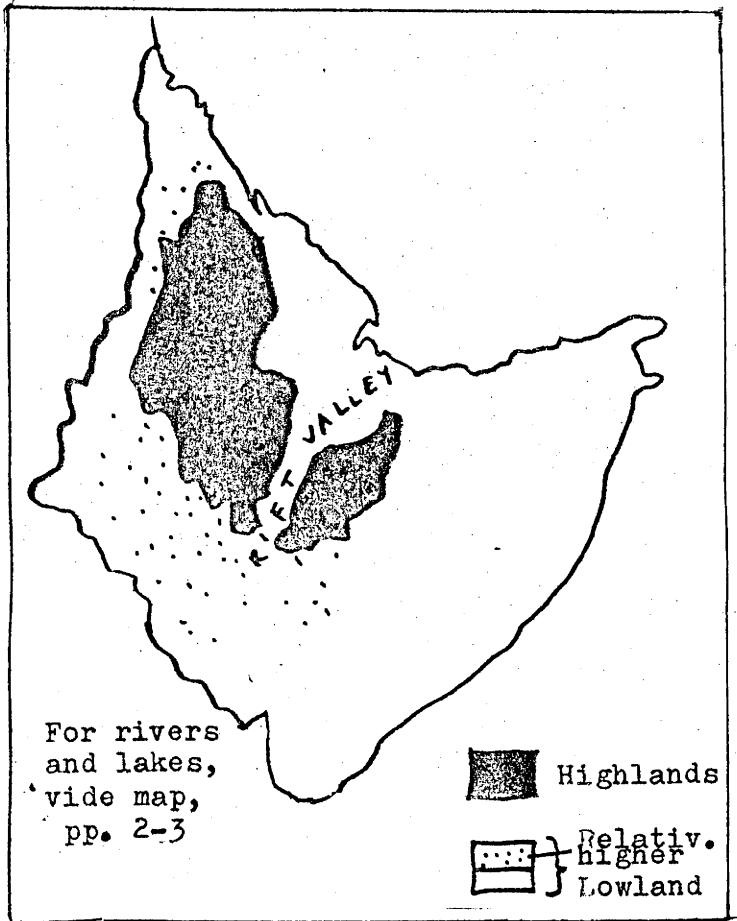 RIFT VALLEY
For rivers
and lakes,
vide map,
pp. 2-3
Highlands
Relativ.
higher
Lowland